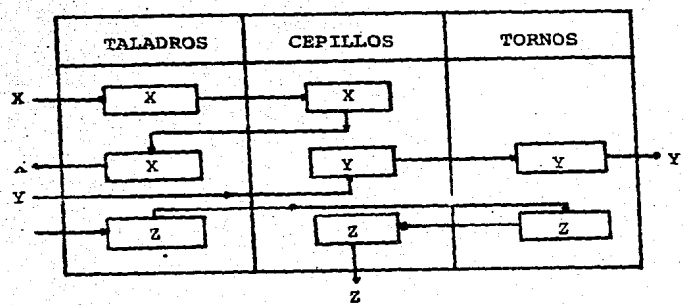 TALADROS CEPILLOS TORNOS
X X X
X Y Y Y
Y
Z Z Z
Z